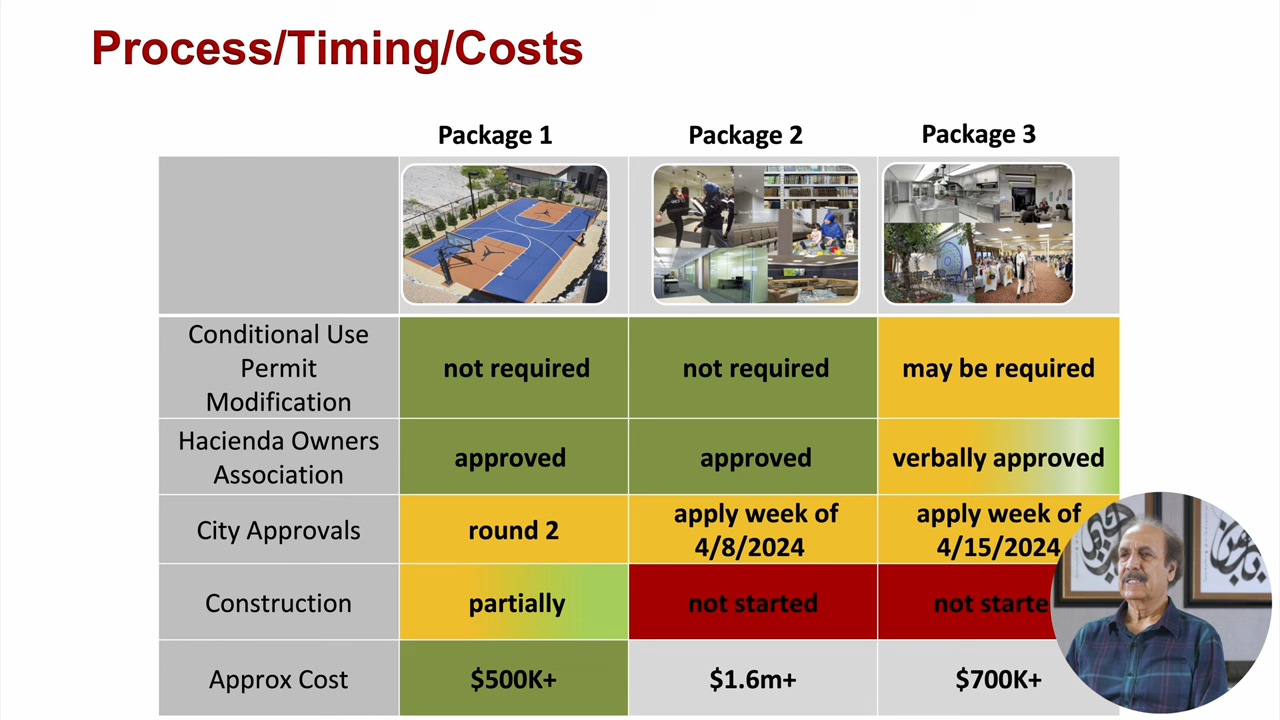 Process/Timing/Costs
Package 1 Package 2 Package 3
Conditional Use
Permit
Modification
not required not required may be required
Hacienda Owners
Association
approved approved verbally approved
City Approvals
round 2
apply week of
4/8/2024
apply week of
4/15/2024
Construction partially not started not starte
Approx Cost $500K+ $1.6m+ $700K+